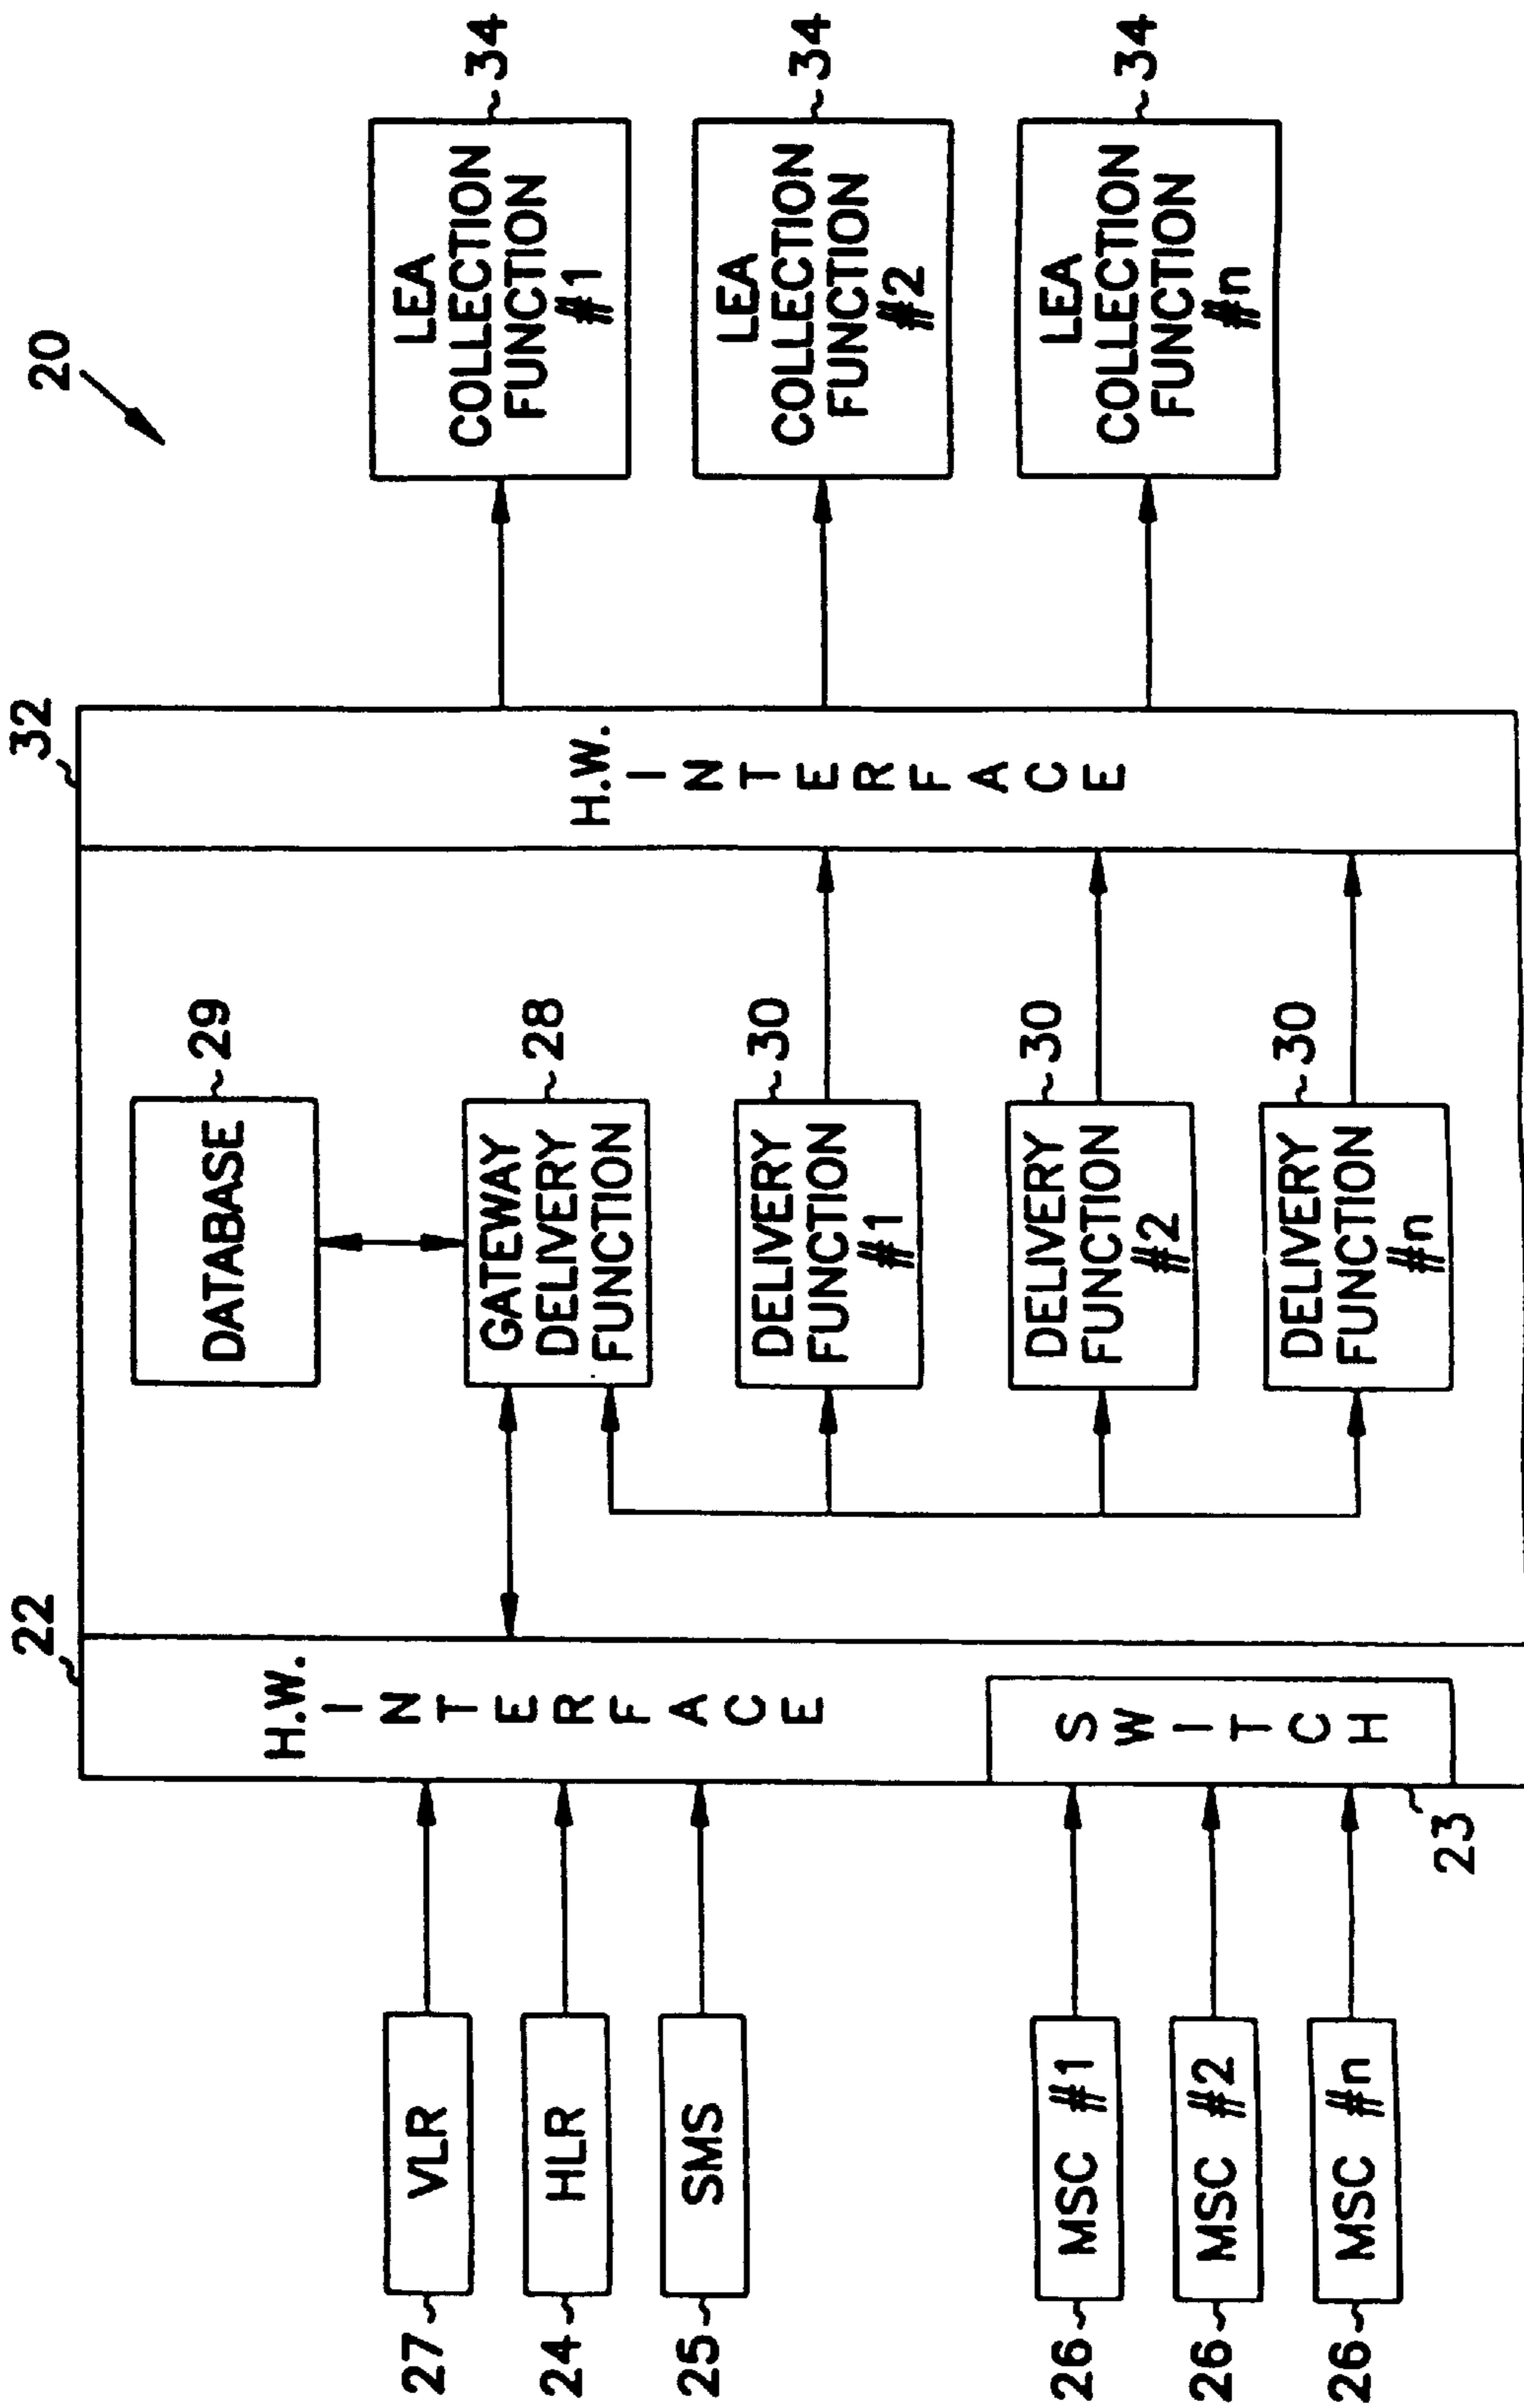 20
27
VLR
24
HLR
25
SMS
26
MSC #1
26
MSC #2
26
MSC #n
22
H.W.
INTERFACE
SWITCH
23
DATABASE
29
GATEWAY
DELIVERY
FUNCTION
28
DELIVERY
FUNCTION
#1
30
DELIVERY
FUNCTION
#2
30
DELIVERY
FUNCTION
#n
30
32
H.W.
INTERFACE
LEA
COLLECTION
FUNCTION
#1
34
LEA
COLLECTION
FUNCTION
#2
34
LEA
COLLECTION
FUNCTION
#n
34